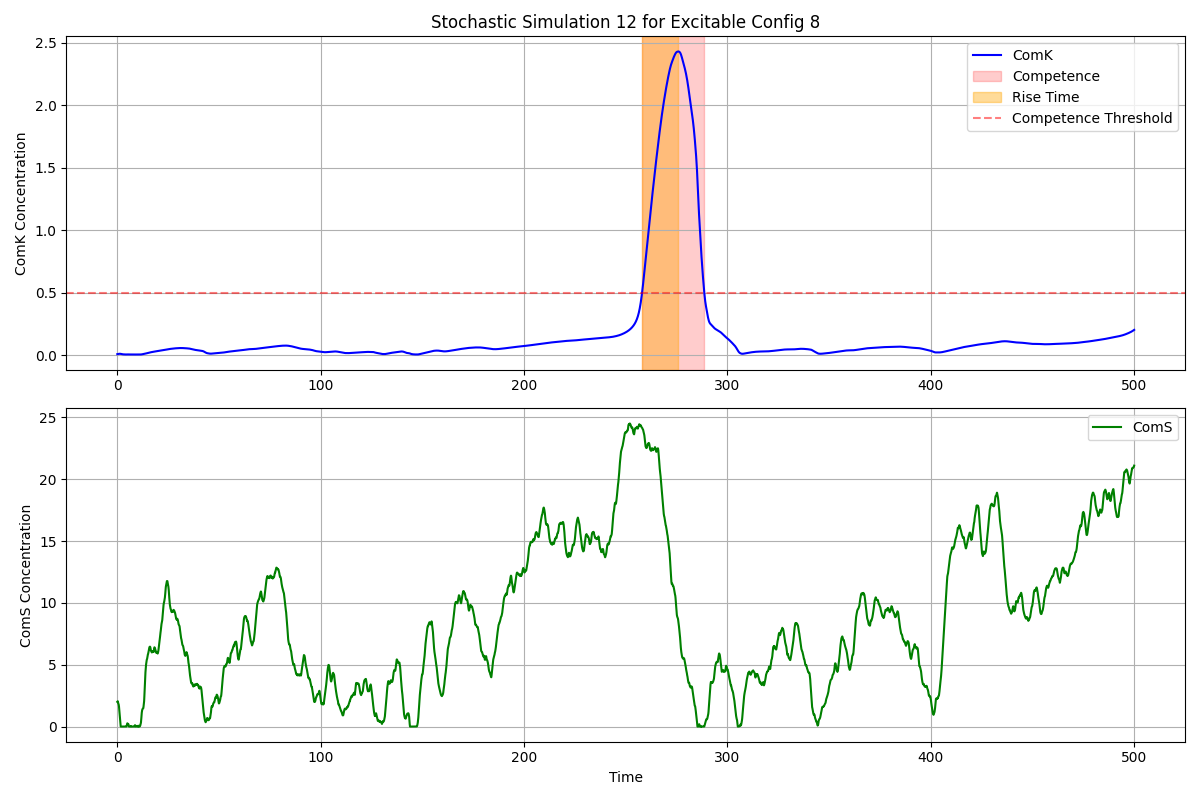 Stochastic Simulation 12 for Excitable Config 8
ComK Concentration
2.5
2.0
1.5
1.0
0.5
0.0
ComK
Competence
Rise Time
Competence Threshold
0 100 200 300 400 500
ComS Concentration
25
20
15
10
5
0
ComS
0 100 200 300 400 500
Time